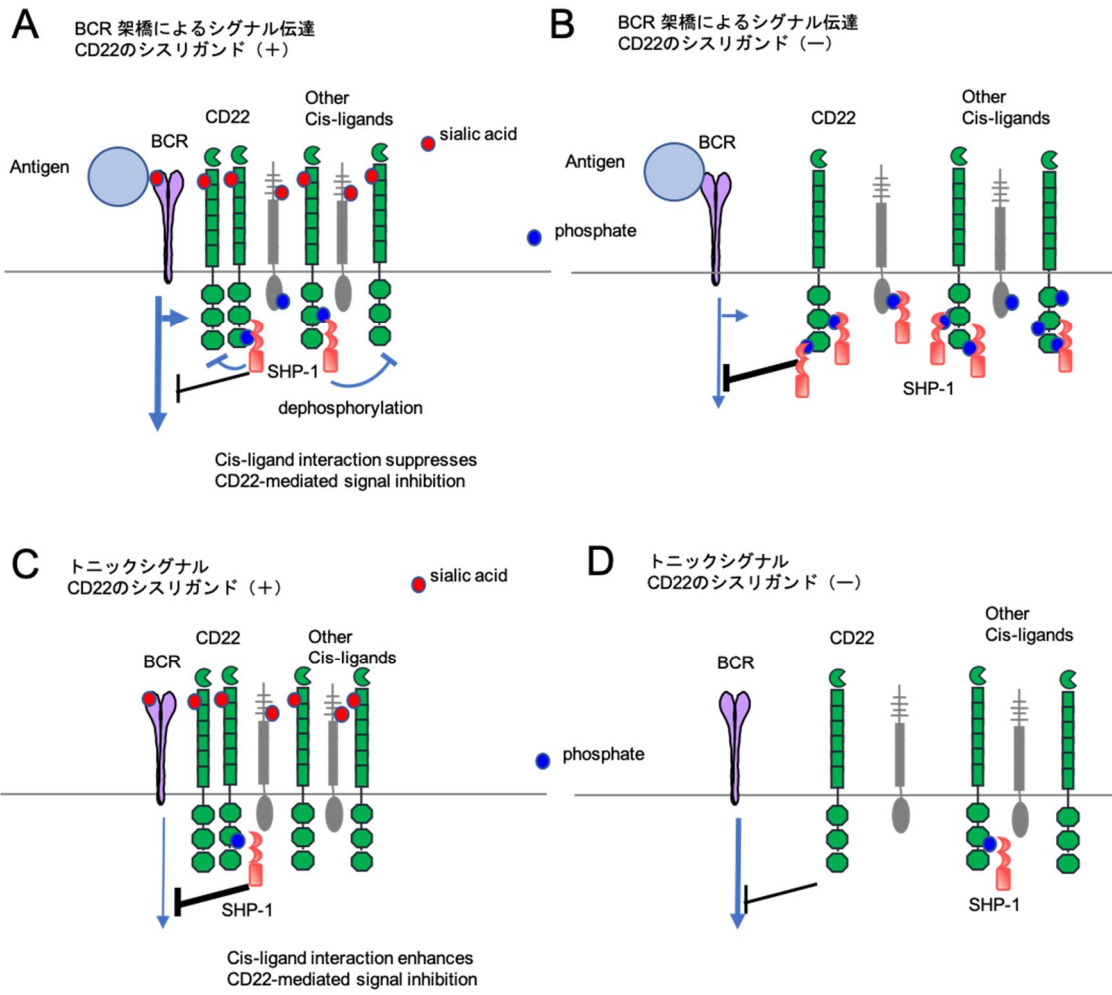 A
BCR 架橋によるシグナル伝達
CD22のシスリガンド（＋）
Other
Cis-ligands
CD22
sialic acid
BCR
Antigen
phosphate
SHP-1
dephosphorylation
Cis-ligand interaction suppresses
CD22-mediated signal inhibition
B
BCR 架橋によるシグナル伝達
CD22のシスリガンド（ー）
Other
Cis-ligands
CD22
BCR
Antigen
SHP-1
C
トニックシグナル
CD22のシスリガンド（＋）
sialic acid
CD22
Other
Cis-ligands
BCR
phosphate
SHP-1
Cis-ligand interaction enhances
CD22-mediated signal inhibition
D
トニックシグナル
CD22のシスリガンド（ー）
Other
Cis-ligands
CD22
BCR
SHP-1